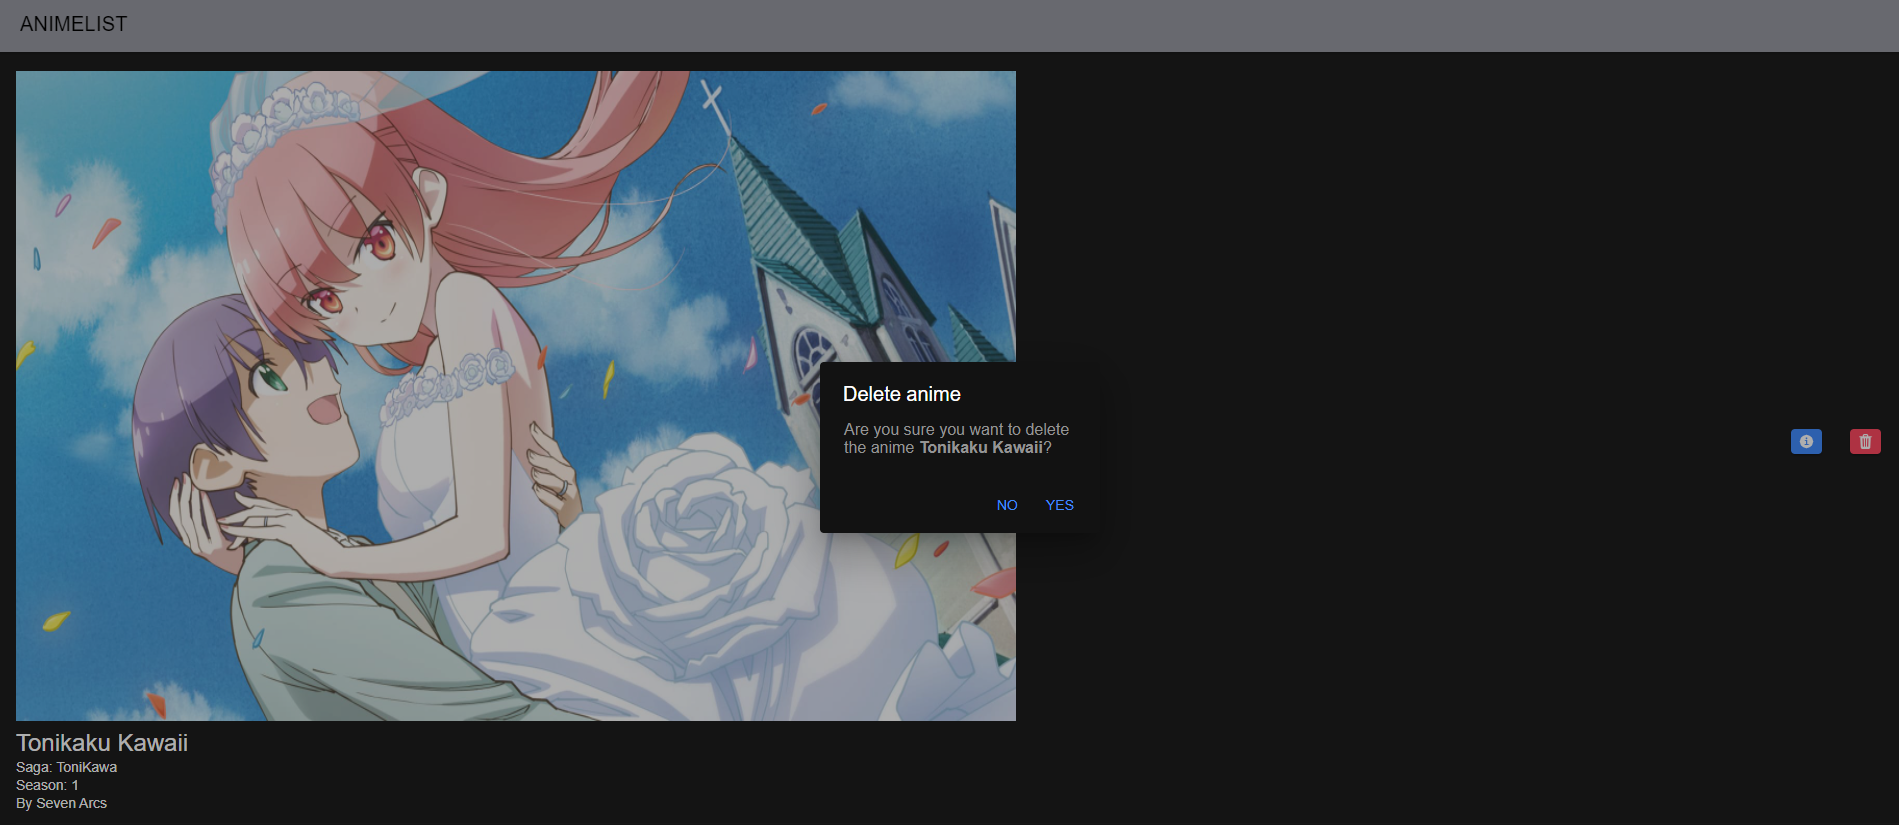 ANIMELIST
Delete anime
Are you sure you want to delete
the anime Tonikaku Kawaii?
NO YES
Tonikaku Kawaii
Saga: ToniKawa
Season: 1
By Seven Arcs